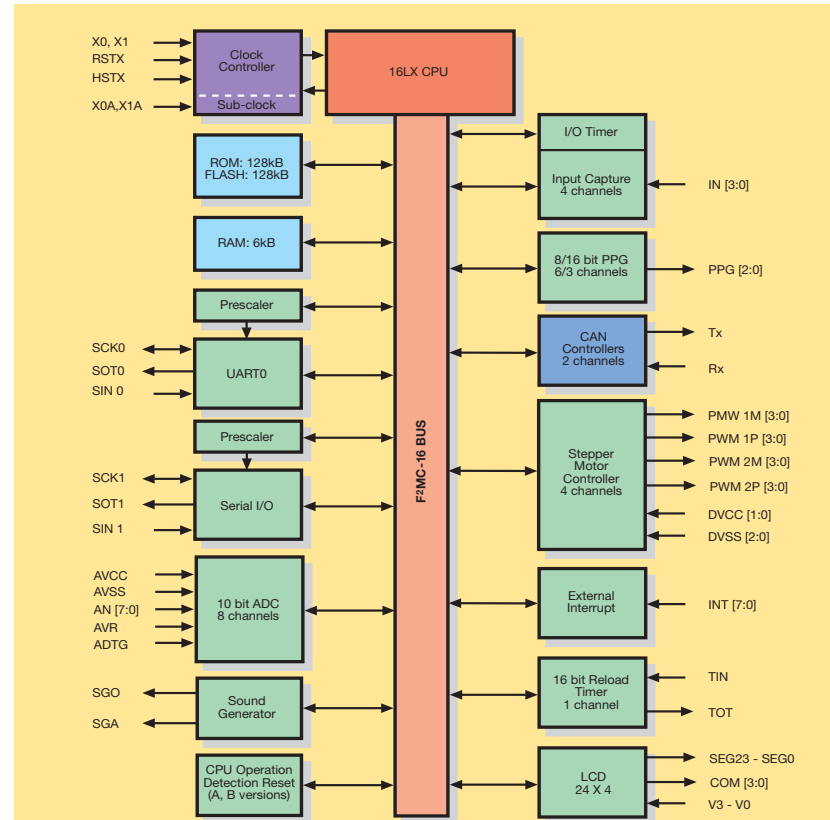 X0, X1
RSTX
HSTX
X0A,X1A
Clock
Controller
Sub-clock
16LX CPU
F²MC-16 BUS
ROM: 128kB
FLASH: 128kB
RAM: 6kB
Prescaler
SCK0
SOT0
SIN 0
UART0
Prescaler
SCK1
SOT1
SIN 1
Serial I/O
AVCC
AVSS
AN [7:0]
AVR
ADTG
10 bit ADC
8 channels
SGO
SGA
Sound
Generator
CPU Operation
Detection Reset
(A, B versions)
I/O Timer
Input Capture
4 channels
IN [3:0]
8/16 bit PPG
6/3 channels
PPG [2:0]
CAN
Controllers
2 channels
Tx
Rx
Stepper
Motor
Controller
4 channels
PMW 1M [3:0]
PWM 1P [3:0]
PWM 2M [3:0]
PWM 2P [3:0]
DVCC [1:0]
DVSS [2:0]
External
Interrupt
INT [7:0]
16 bit Reload
Timer
1 channel
TIN
TOT
LCD
24 X 4
SEG23 - SEG0
COM [3:0]
V3 - V0